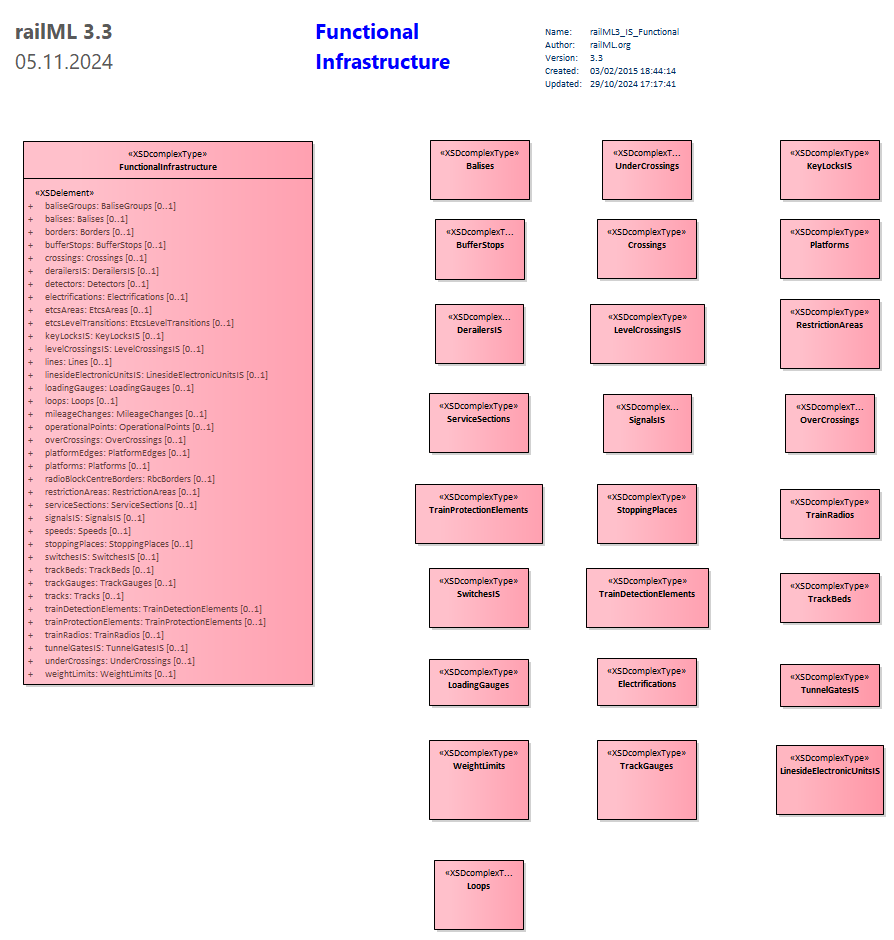 railML 3.3
05.11.2024
Functional
Infrastructure
Name: railML3_IS_Functional
Author: railML.org
Version: 3.3
Created: 03/02/2015 18:44:14
Updated: 29/10/2024 17:17:41
«XSDcomplexType»
FunctionalInfrastructure
«XSDelement»
+ baliseGroups: BaliseGroups [0..1]
+ balises: Balises [0..1]
+ borders: Borders [0..1]
+ bufferStops: BufferStops [0..1]
+ crossings: Crossings [0..1]
+ derailersIS: DerailersIS [0..1]
+ detectors: Detectors [0..1]
+ electrifications: Electrifications [0..1]
+ etcsAreas: EtcsAreas [0..1]
+ etcsLevelTransitions: EtcsLevelTransitions [0..1]
+ keyLocksIS: KeyLocksIS [0..1]
+ levelCrossingsIS: LevelCrossingsIS [0..1]
+ lines: Lines [0..1]
+ linesideElectronicUnitsIS: LinesideElectronicUnitsIS [0..1]
+ loadingGauges: LoadingGauges [0..1]
+ loops: Loops [0..1]
+ mileageChanges: MileageChanges [0..1]
+ operationalPoints: OperationalPoints [0..1]
+ overCrossings: OverCrossings [0..1]
+ platformEdges: PlatformEdges [0..1]
+ platforms: Platforms [0..1]
+ radioBlockCentreBorders: RbcBorders [0..1]
+ restrictionAreas: RestrictionAreas [0..1]
+ serviceSections: ServiceSections [0..1]
+ signalsIS: SignalsIS [0..1]
+ speeds: Speeds [0..1]
+ stoppingPlaces: StoppingPlaces [0..1]
+ switchesIS: SwitchesIS [0..1]
+ trackBeds: TrackBeds [0..1]
+ trackGauges: TrackGauges [0..1]
+ tracks: Tracks [0..1]
+ trainDetectionElements: TrainDetectionElements [0..1]
+ trainProtectionElements: TrainProtectionElements [0..1]
+ trainRadios: TrainRadios [0..1]
+ tunnelGatesIS: TunnelGatesIS [0..1]
+ underCrossings: UnderCrossings [0..1]
+ weightLimits: WeightLimits [0..1]
«XSDcomplexType»
Balises
«XSDcomplexT...
UnderCrossings
«XSDcomplexType»
KeyLocksIS
«XSDcomplexT...
BufferStops
«XSDcomplexType»
Crossings
«XSDcomplexType»
Platforms
«XSDcomplex...
DerailersIS
«XSDcomplexType»
LevelCrossingsIS
«XSDcomplexType»
RestrictionAreas
«XSDcomplexType»
ServiceSections
«XSDcomplex...
SignalsIS
«XSDcomplexT...
OverCrossings
«XSDcomplexType»
TrainProtectionElements
«XSDcomplexType»
StoppingPlaces
«XSDcomplexType»
TrainRadios
«XSDcomplexType»
SwitchesIS
«XSDcomplexType»
TrainDetectionElements
«XSDcomplexType»
TrackBeds
«XSDcomplexType»
LoadingGauges
«XSDcomplexType»
Electrifications
«XSDcomplexType»
TunnelGatesIS
«XSDcomplexType»
WeightLimits
«XSDcomplexType»
TrackGauges
«XSDcomplexType»
LinesideElectronicUnitsIS
«XSDcomplexT...
Loops